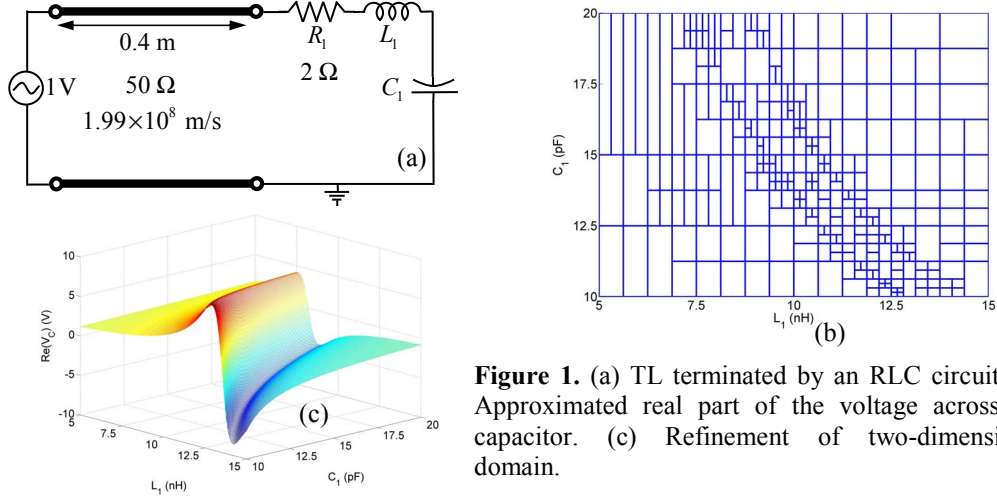 0.4 m
R₁
L₁
2 Ω
1V
50 Ω
1.99×10⁸ m/s
C₁
(a)
20
17.5
15
12.5
10
C₁ (pF)
5
7.5
10
12.5
15
L₁ (nH)
(b)
10
5
0
-5
-10
Re(V_C) (V)
5
7.5
10
12.5
15
L₁ (nH)
10
12.5
15
17.5
20
C₁ (pF)
(c)
Figure 1. (a) TL terminated by an RLC circuit
Approximated real part of the voltage across
capacitor. (c) Refinement of two-dimensi
domain.